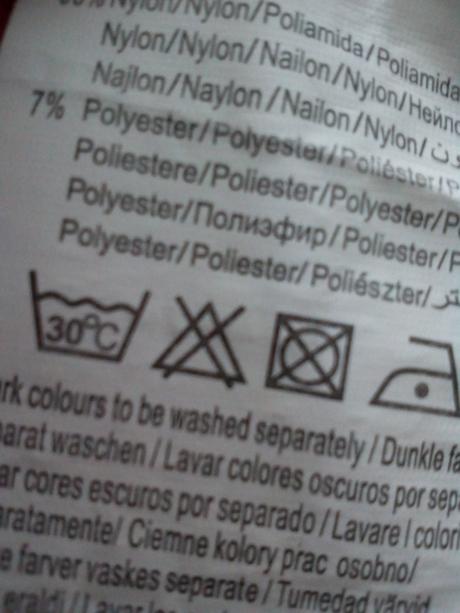 Nylon/Nylon/Poliamida/Poliamida
Nylon/Nylon/Nailon/Nylon/Нейло
Najlon/Naylon/Nailon/Nylon/
7% Polyester/Polyester/Poliéster/P
Poliestere/Poliester/Polyester/P
Polyester/Полиэфир/Poliester/P
Polyester/Poliester/Poliészter/
30°C
rk colours to be washed separately/Dunkle fa
parat waschen/Lavar colores oscuros por sep
ar cores escuros por separado/Lavare I colori
aratamente/Ciemne kolory prac osobno/
e farver vaskes separate/Tumedad värvid
eraldi/Lavar